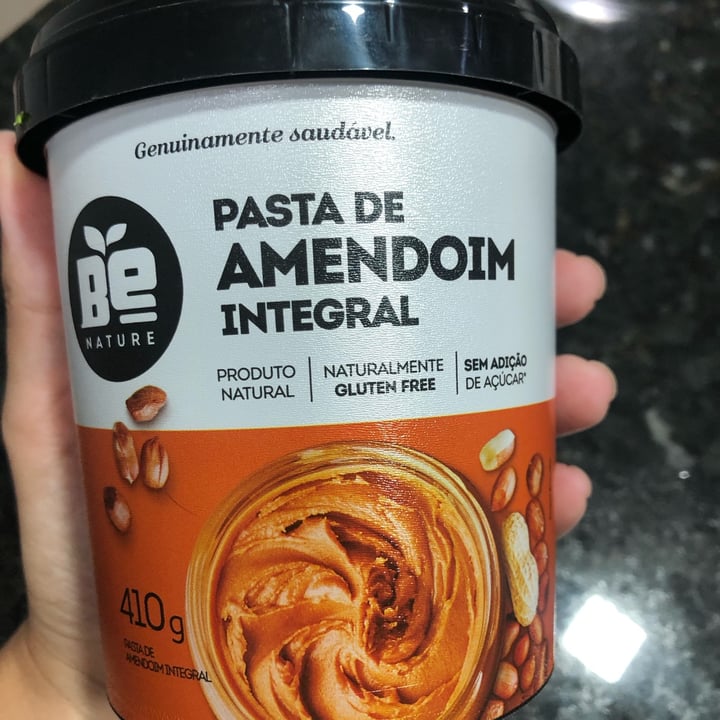 Genuinamente saudável.
PASTA DE
AMENDOIM
INTEGRAL
Be
NATURE
PRODUTO
NATURAL
NATURALMENTE
GLUTEN FREE
SEM ADIÇÃO
DE AÇÚCAR*
410g
PASTA DE
AMENDOIM INTEGRAL